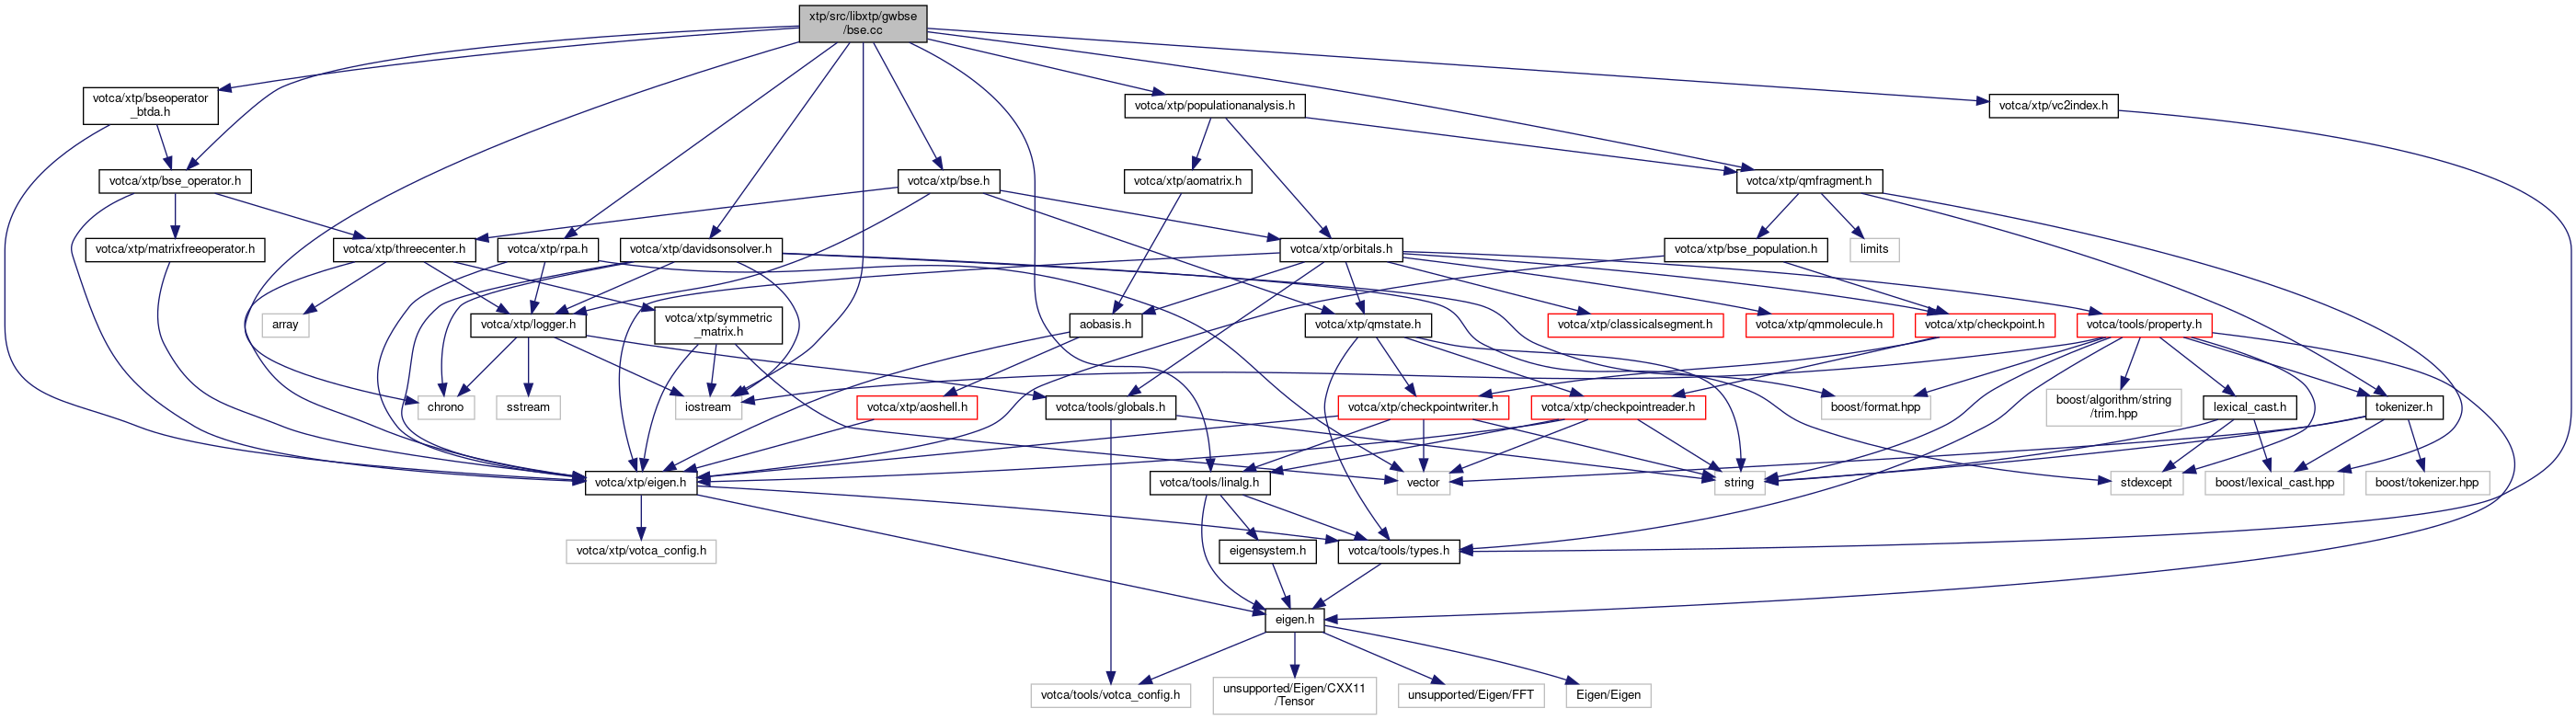 xtp/src/libxtp/gwbse
/bse.cc
votca/xtp/bseoperator
_btda.h
votca/xtp/populationanalysis.h
votca/xtp/vc2index.h
votca/xtp/bse_operator.h
votca/xtp/bse.h
votca/xtp/aomatrix.h
votca/xtp/qmfragment.h
votca/xtp/matrixfreeoperator.h
votca/xtp/threecenter.h
votca/xtp/rpa.h
votca/xtp/davidsonsolver.h
votca/xtp/orbitals.h
votca/xtp/bse_population.h
limits
array
votca/xtp/logger.h
votca/xtp/symmetric
_matrix.h
aobasis.h
votca/xtp/qmstate.h
votca/xtp/classicalsegment.h
votca/xtp/qmmolecule.h
votca/xtp/checkpoint.h
votca/tools/property.h
chrono
sstream
iostream
votca/xtp/aoshell.h
votca/tools/globals.h
votca/xtp/checkpointwriter.h
votca/xtp/checkpointreader.h
boost/format.hpp
boost/algorithm/string
/trim.hpp
lexical_cast.h
tokenizer.h
votca/xtp/eigen.h
votca/tools/linalg.h
vector
string
stdexcept
boost/lexical_cast.hpp
boost/tokenizer.hpp
votca/xtp/votca_config.h
eigensystem.h
votca/tools/types.h
eigen.h
votca/tools/votca_config.h
unsupported/Eigen/CXX11
/Tensor
unsupported/Eigen/FFT
Eigen/Eigen